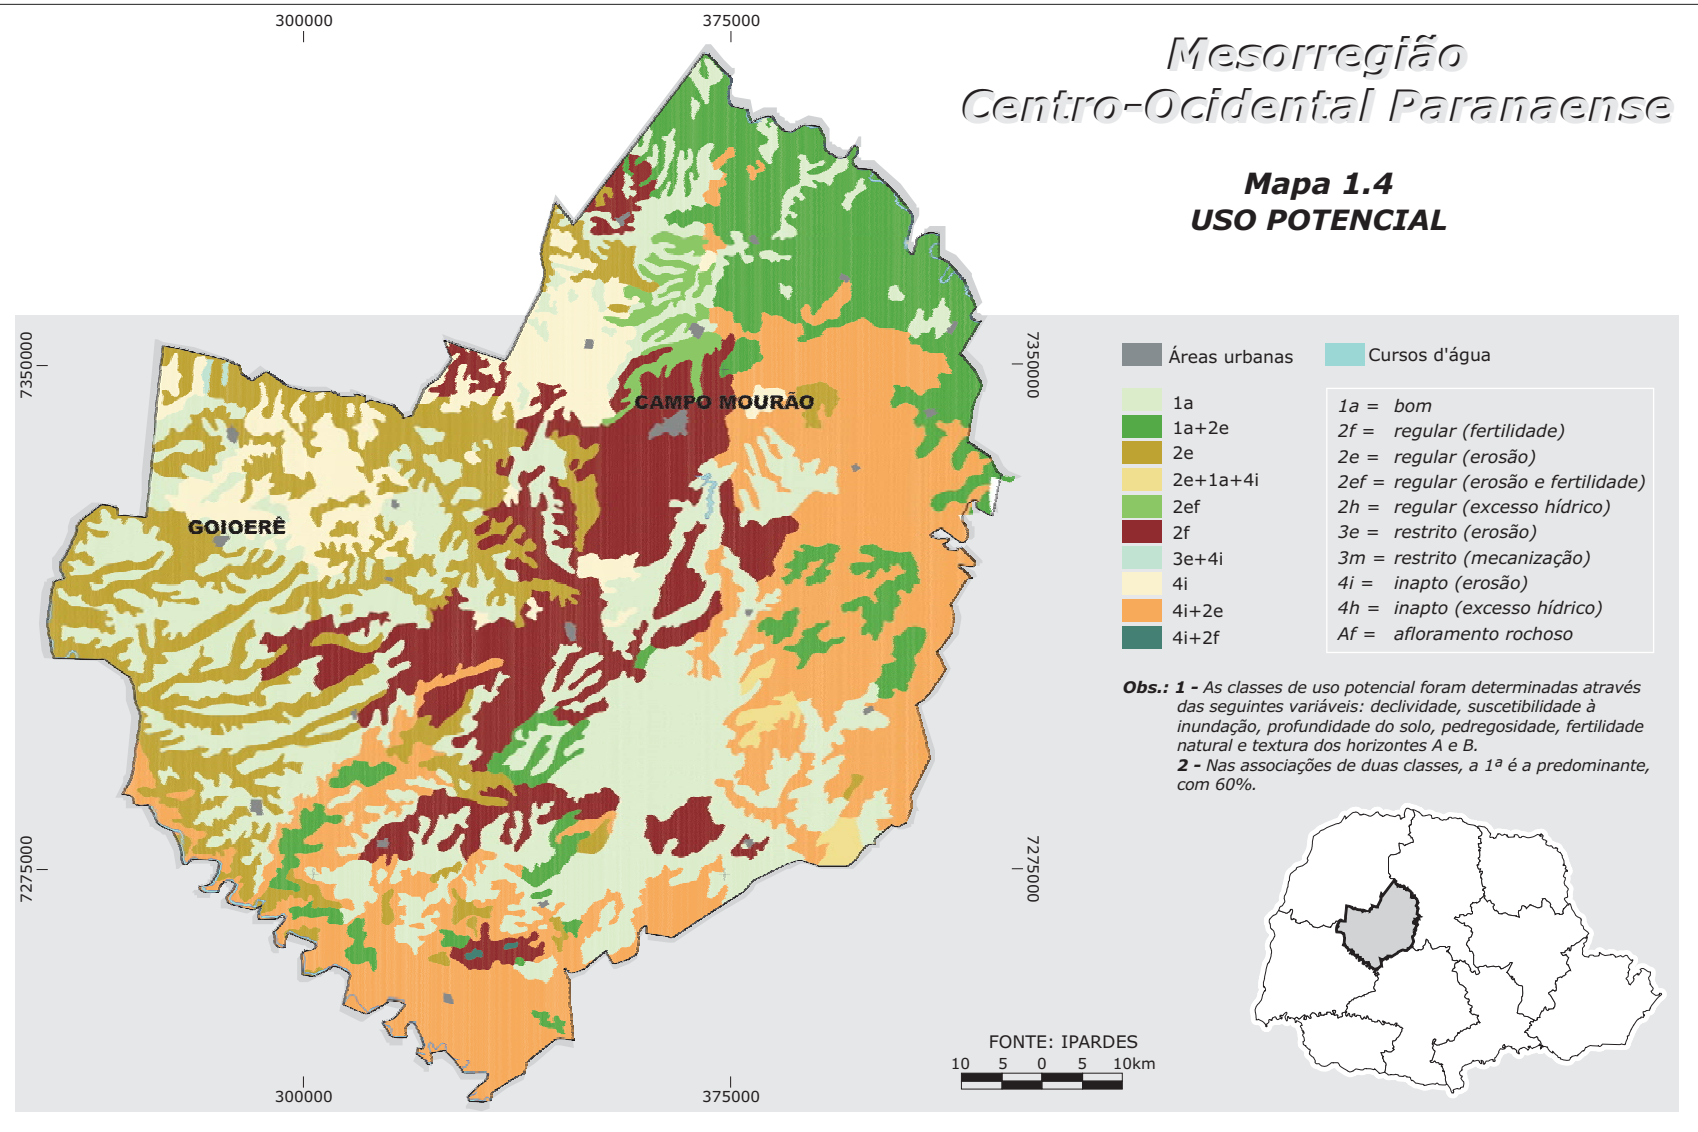 300000
375000
Mesorregião
Centro-Ocidental Paranaense
Mapa 1.4
USO POTENCIAL
7350000
7350000
Áreas urbanas
Cursos d'água
CAMPO MOURÃO
GOIOERÊ
1a
1a+2e
2e
2e+1a+4i
2ef
2f
3e+4i
4i
4i+2e
4i+2f
1a = bom
2f = regular (fertilidade)
2e = regular (erosão)
2ef = regular (erosão e fertilidade)
2h = regular (excesso hídrico)
3e = restrito (erosão)
3m = restrito (mecanização)
4i = inapto (erosão)
4h = inapto (excesso hídrico)
Af = afloramento rochoso
Obs.: 1 - As classes de uso potencial foram determinadas através
das seguintes variáveis: declividade, suscetibilidade à
inundação, profundidade do solo, pedregosidade, fertilidade
natural e textura dos horizontes A e B.
2 - Nas associações de duas classes, a 1ª é a predominante,
com 60%.
7275000
7275000
FONTE: IPARDES
10 5 0 5 10km
300000
375000